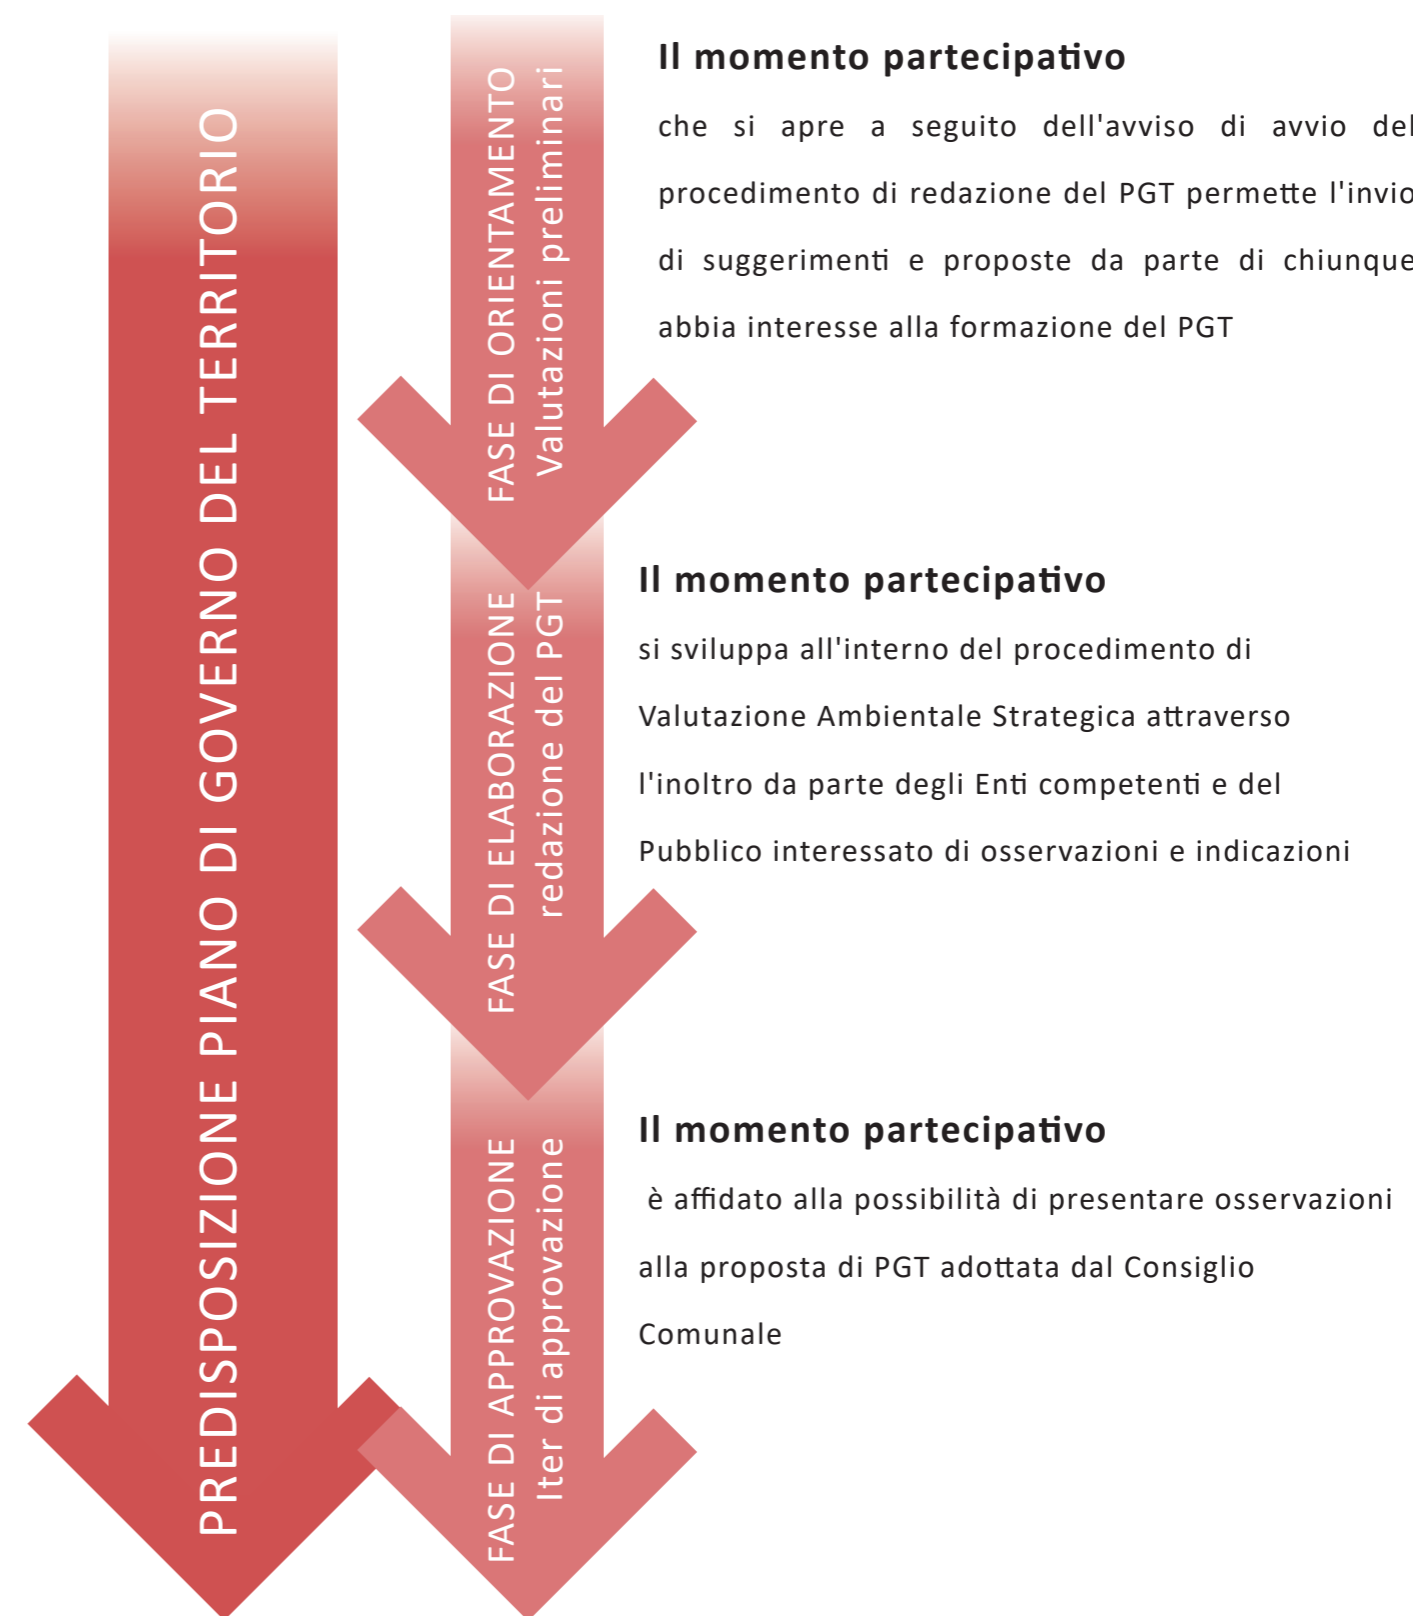 PREDISPOSIZIONE PIANO DI GOVERNO DEL TERRITORIO
FASE DI ORIENTAMENTO
Valutazioni preliminari
Il momento partecipativo
che si apre a seguito dell'avviso di avvio del
procedimento di redazione del PGT permette l'invio
di suggerimenti e proposte da parte di chiunque
abbia interesse alla formazione del PGT
FASE DI ELABORAZIONE
redazione del PGT
Il momento partecipativo
si sviluppa all'interno del procedimento di
Valutazione Ambientale Strategica attraverso
l'inoltro da parte degli Enti competenti e del
Pubblico interessato di osservazioni e indicazioni
FASE DI APPROVAZIONE
Iter di approvazione
Il momento partecipativo
è affidato alla possibilità di presentare osservazioni
alla proposta di PGT adottata dal Consiglio
Comunale